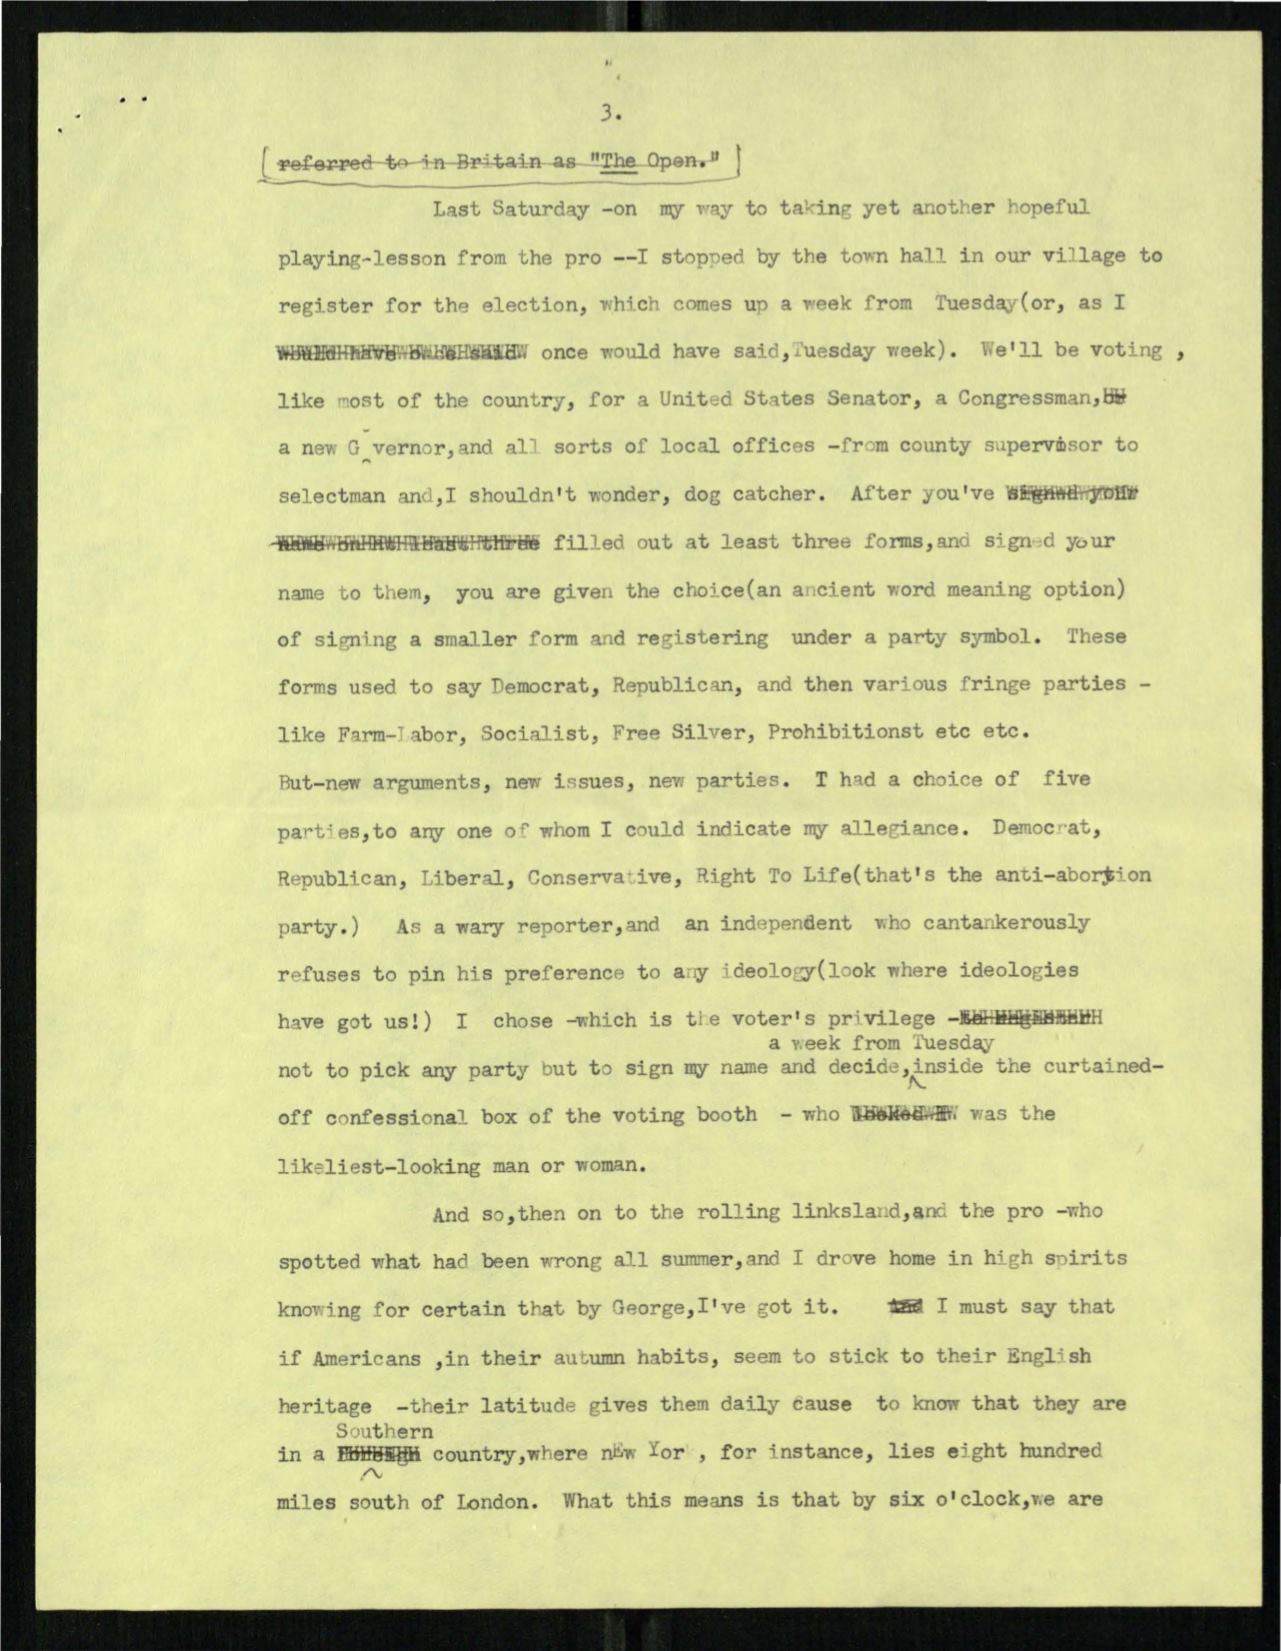 3.
referred to in Britain as "The Open."
Last Saturday -on my way to taking yet another hopeful
playing-lesson from the pro --I stopped by the town hall in our village to
register for the election, which comes up a week from Tuesday(or, as I
would have once said once would have said,Tuesday week). We'll be voting ,
like most of the country, for a United States Senator, a Congressman,
a new G vernor,and all sorts of local offices -from county supervisor to
selectman and,I shouldn't wonder, dog catcher. After you've signed your
name on at least three filled out at least three forms,and signed your
name to them, you are given the choice(an ancient word meaning option)
of signing a smaller form and registering under a party symbol. These
forms used to say Democrat, Republican, and then various fringe parties -
like Farm-Labor, Socialist, Free Silver, Prohibitionst etc etc.
But-new arguments, new issues, new parties. I had a choice of five
parties,to any one of whom I could indicate my allegiance. Democrat,
Republican, Liberal, Conservative, Right To Life(that's the anti-abortion
party.) As a wary reporter,and an independent who cantankerously
refuses to pin his preference to any ideology(look where ideologies
have got us!) I chose -which is the voter's privilege -
a week from Tuesday
not to pick any party but to sign my name and decide, inside the curtained-
off confessional box of the voting booth - who looked was the
likeliest-looking man or woman.
And so,then on to the rolling linksland,and the pro -who
spotted what had been wrong all summer,and I drove home in high spirits
knowing for certain that by George,I've got it. And I must say that
if Americans ,in their autumn habits, seem to stick to their English
heritage -their latitude gives them daily cause to know that they are
Southern
in a foreign country,where nEw Yor , for instance, lies eight hundred
miles south of London. What this means is that by six o'clock,we are